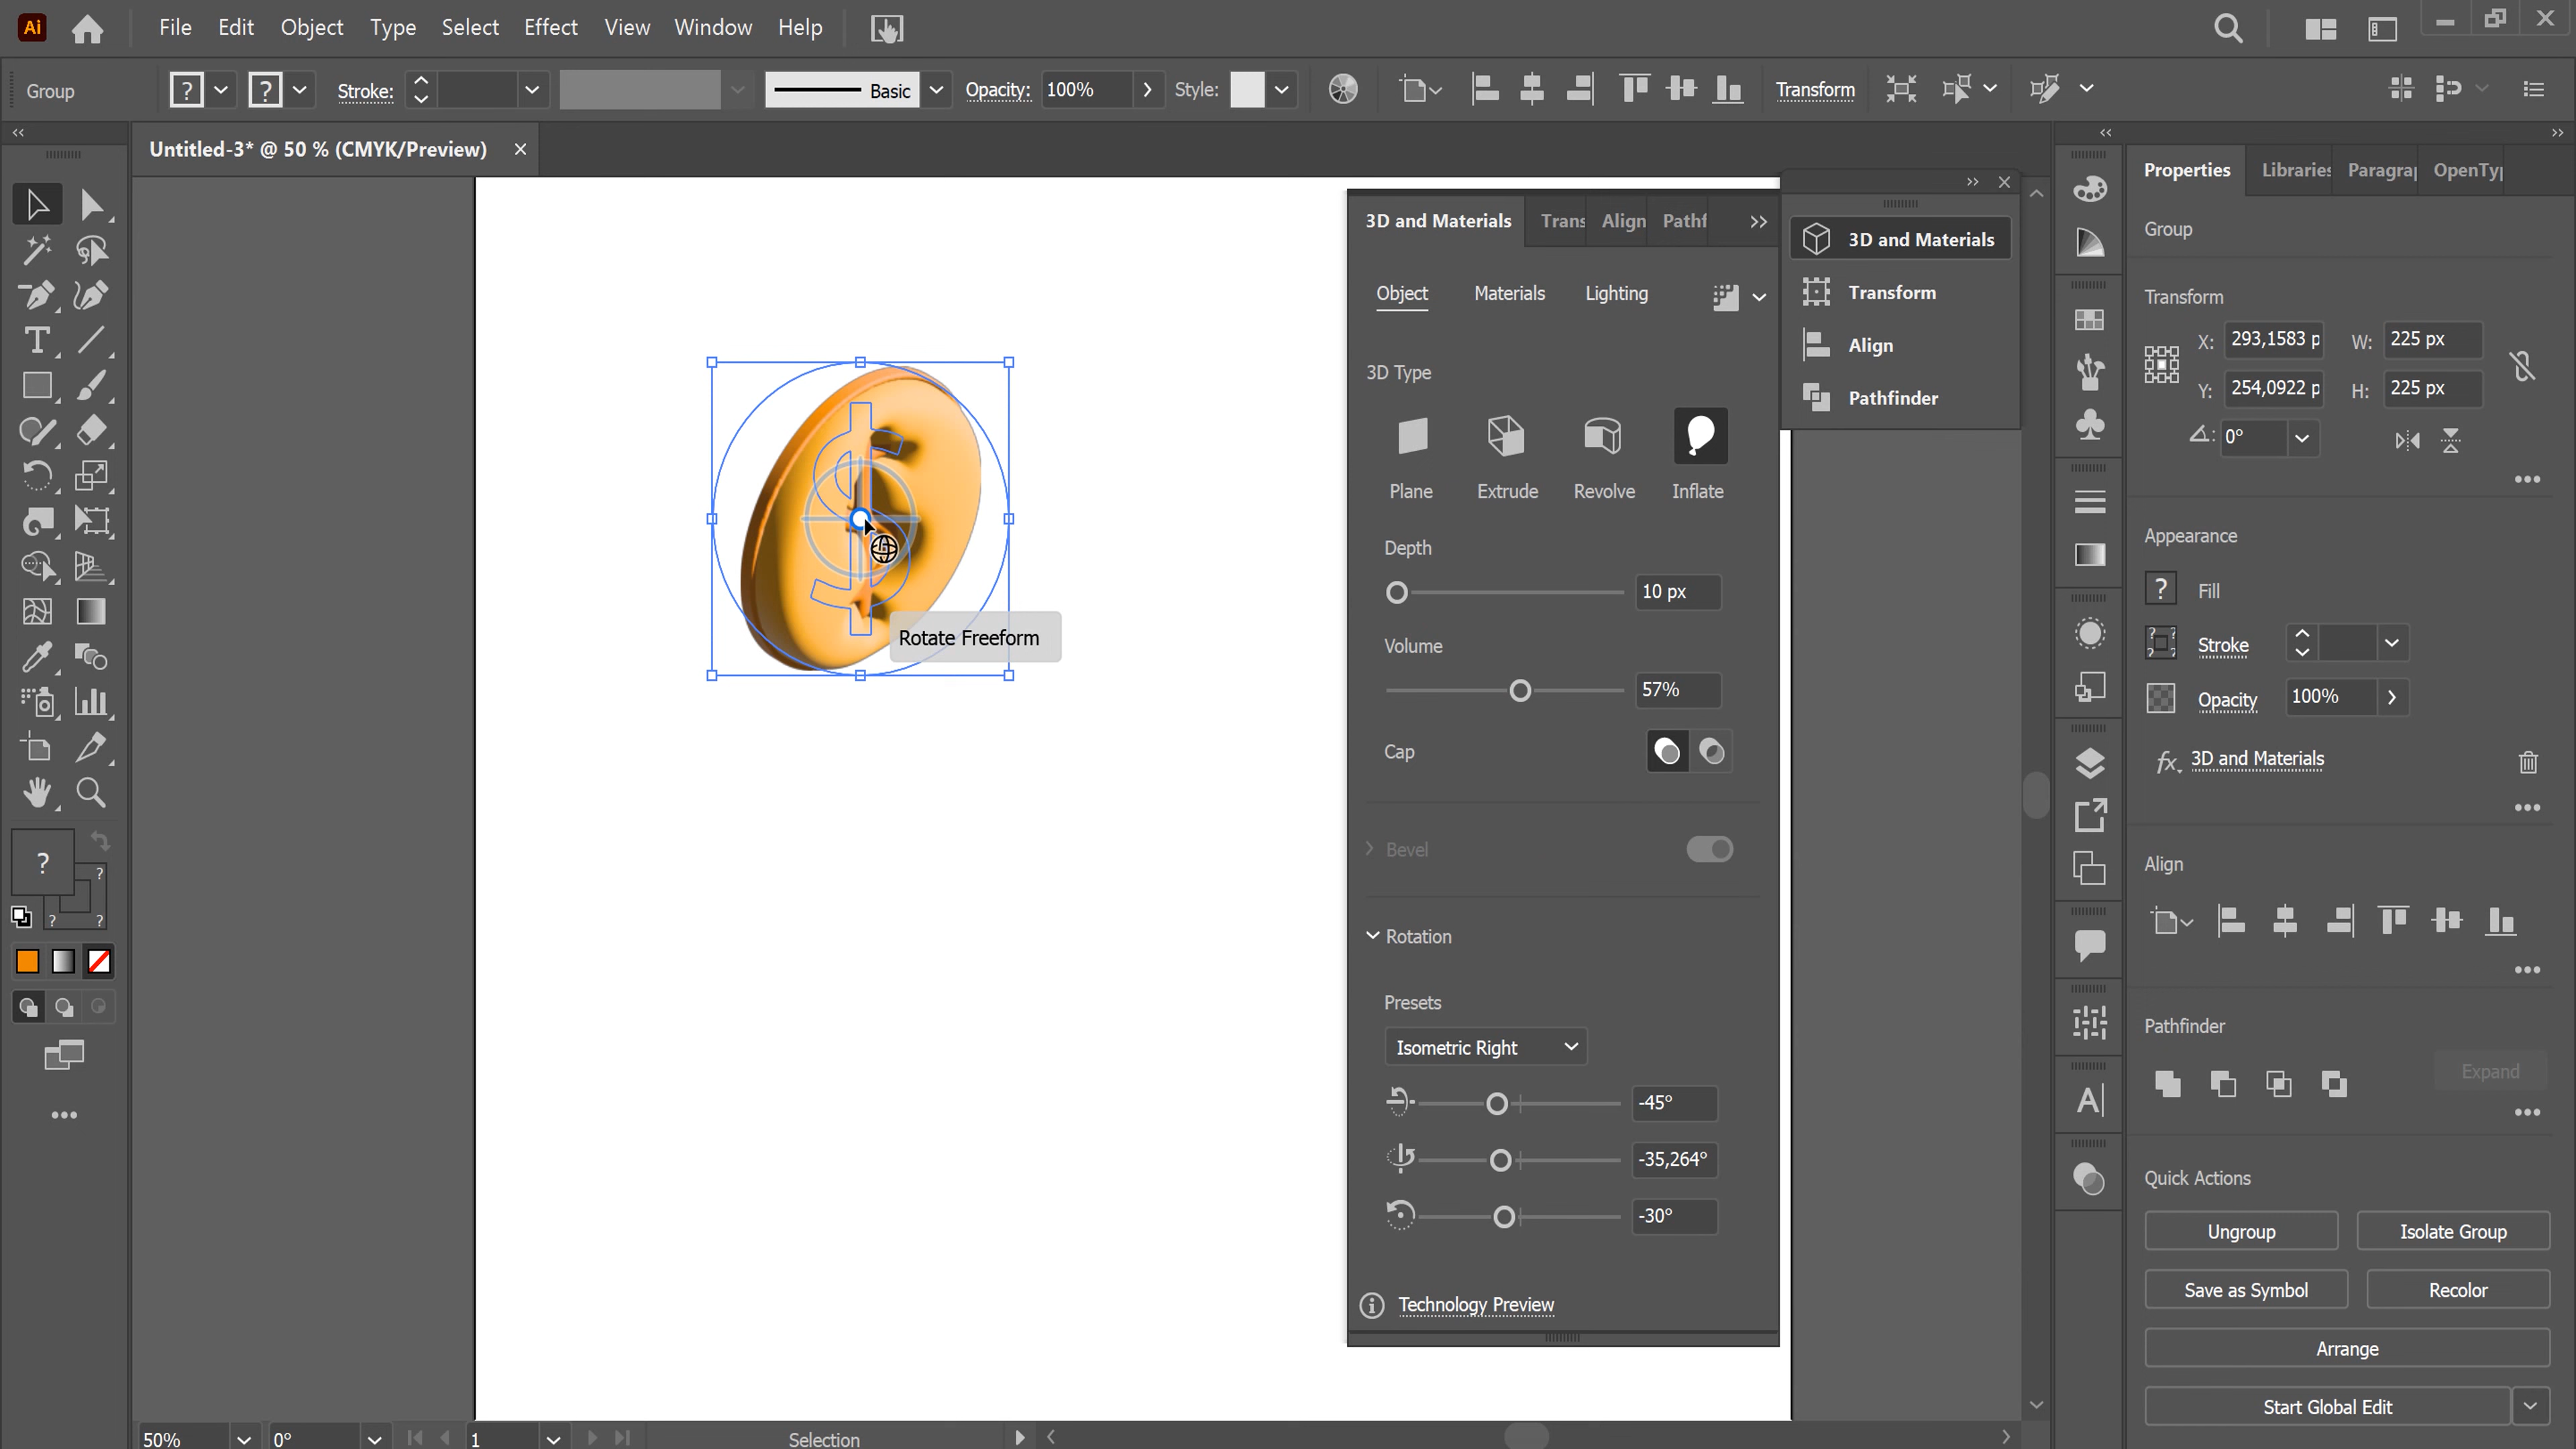 Ai
File Edit Object Type Select Effect View Window Help
Group ? ? Stroke: Basic Opacity: 100% Style: Transform
Untitled-3* @ 50 % (CMYK/Preview)
3D and Materials Trans Align Pathf
Object Materials Lighting
3D Type
Plane Extrude Revolve Inflate
Depth
10 px
Volume
57%
Cap
Bevel
Rotation
Presets
Isometric Right
-45°
-35,264°
-30°
Technology Preview
3D and Materials
Transform
Align
Pathfinder
$
Rotate Freeform
Properties Libraries Paragra OpenTy
Group
Transform
X: 293,1583 p W: 225 px
Y: 254,0922 p H: 225 px
0°
Appearance
? Fill
? ? Stroke
? ?
Opacity 100%
fx. 3D and Materials
Align
Pathfinder
Expand
Quick Actions
Ungroup Isolate Group
Save as Symbol Recolor
Arrange
Start Global Edit
T
?
?
? ?
A
50% 0° 1 Selection